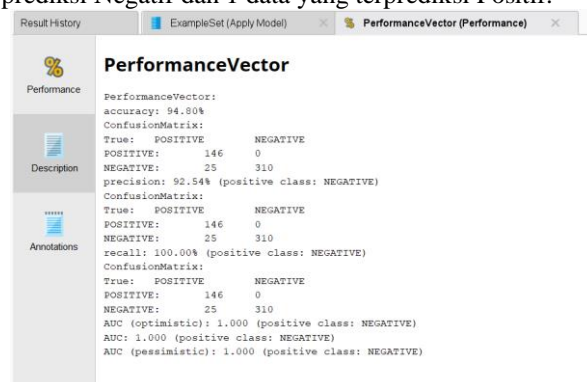 prediksi Negatif dan 1 data yang terprediksi Positif.
Result History ExampleSet (Apply Model) PerformanceVector (Performance)
% Performance
PerformanceVector
PerformanceVector:
accuracy: 94.80%
ConfusionMatrix:
True: POSITIVE NEGATIVE
POSITIVE: 146 0
NEGATIVE: 25 310
precision: 92.54% (positive class: NEGATIVE)
ConfusionMatrix:
True: POSITIVE NEGATIVE
POSITIVE: 146 0
NEGATIVE: 25 310
recall: 100.00% (positive class: NEGATIVE)
ConfusionMatrix:
True: POSITIVE NEGATIVE
POSITIVE: 146 0
NEGATIVE: 25 310
AUC (optimistic): 1.000 (positive class: NEGATIVE)
AUC: 1.000 (positive class: NEGATIVE)
AUC (pessimistic): 1.000 (positive class: NEGATIVE)
Description
Annotations